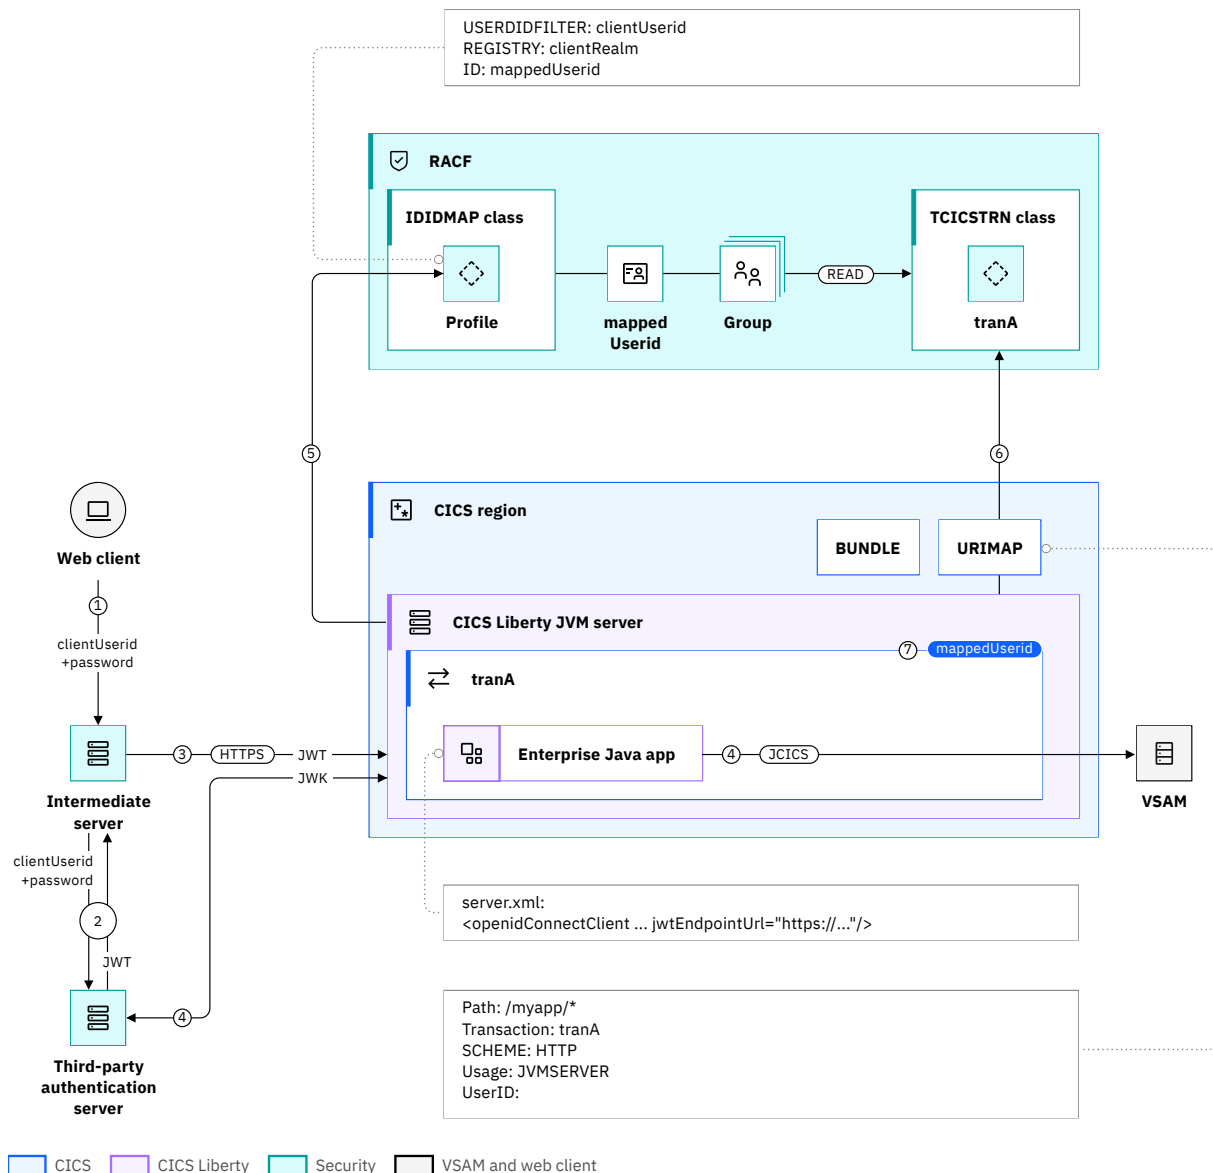 USERDIDFILTER: clientUserid
REGISTRY: clientRealm
ID: mappedUserid
RACF
IDIDMAP class
TCICSTRN class
READ
Profile
mapped
Userid
Group
tranA
5
6
CICS region
Web client
BUNDLE
URIMAP
1
clientUserid
+password
CICS Liberty JVM server
7
mappedUserid
tranA
3
HTTPS
JWT
JWK
Enterprise Java app
4
JCICS
VSAM
Intermediate
server
clientUserid
+password
2
JWT
4
Third-party
authentication
server
server.xml:
<openidConnectClient ... jwtEndpointUrl="https://..."/>
Path: /myapp/*
Transaction: tranA
SCHEME: HTTP
Usage: JVMSERVER
UserID:
CICS
CICS Liberty
Security
VSAM and web client